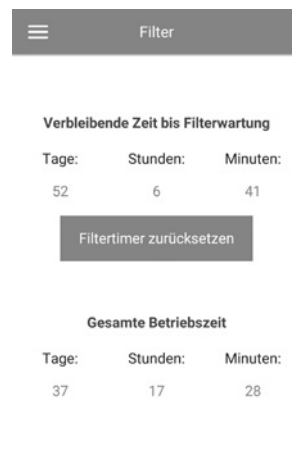 Filter
Verbleibende Zeit bis Filterwartung
Tage: Stunden: Minuten:
52 6 41
Filtertimer zurücksetzen
Gesamte Betriebszeit
Tage: Stunden: Minuten:
37 17 28